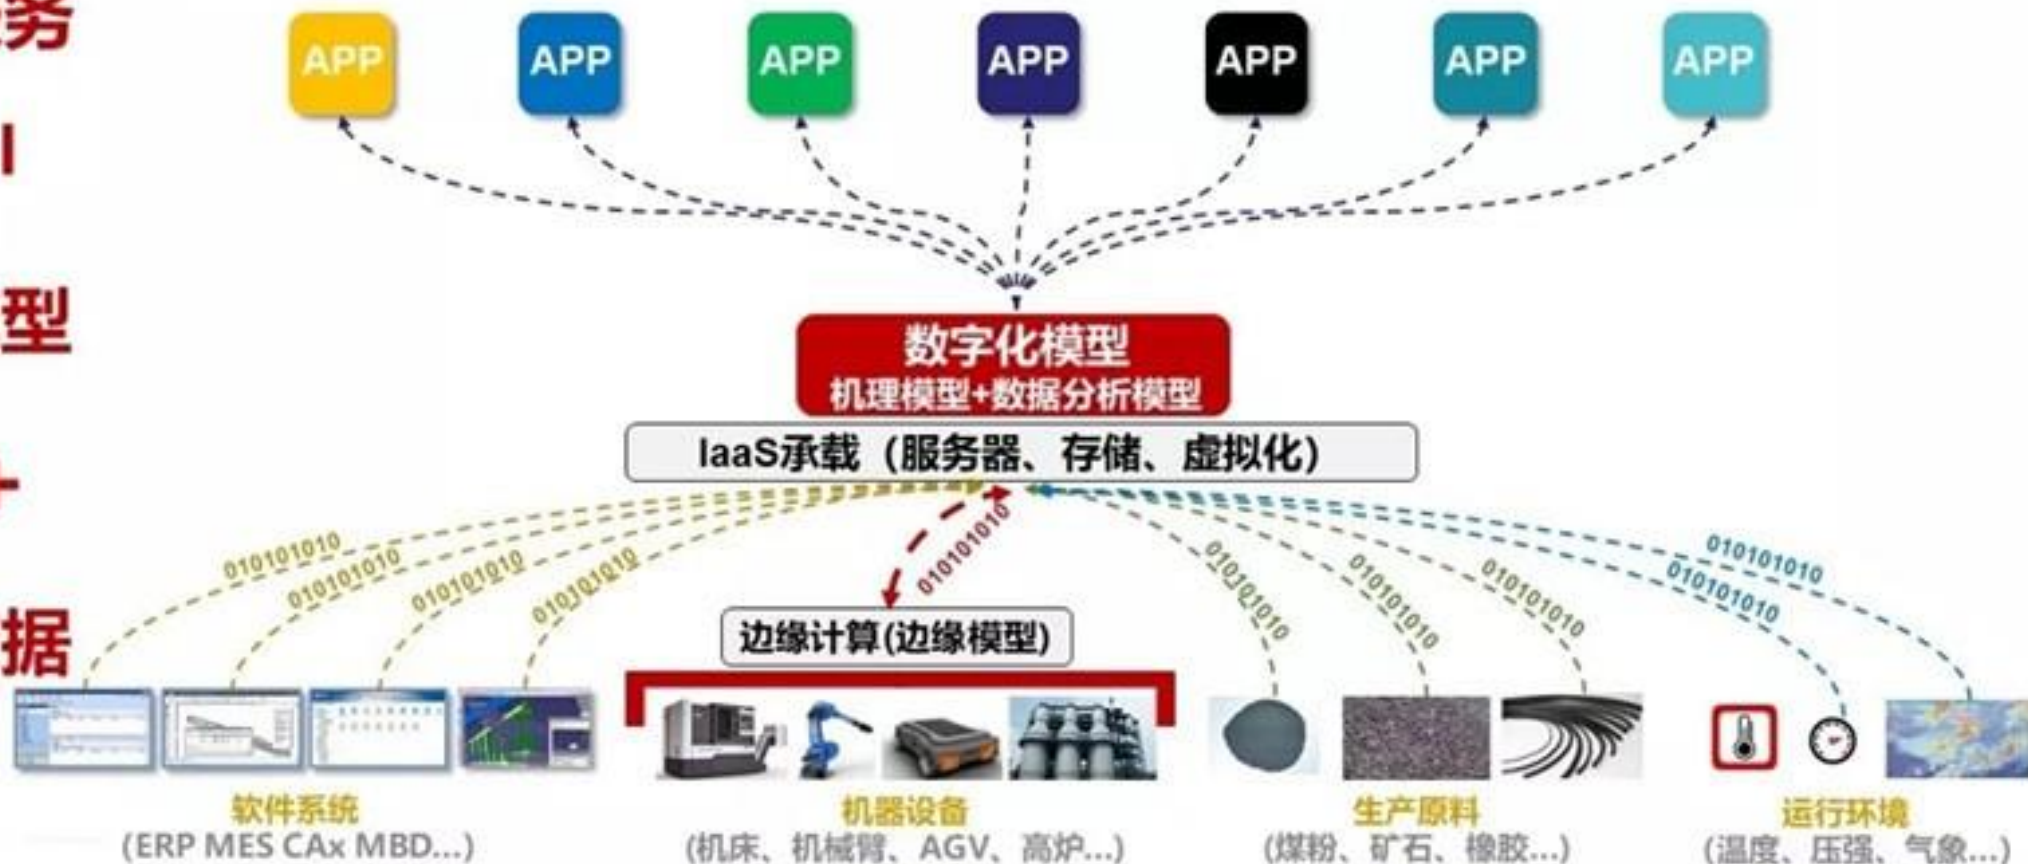 务
APP APP APP APP APP APP APP
II
型
数字化模型
机理模型+数据分析模型
IaaS承载（服务器、存储、虚拟化）
+
010101010 010101010 010101010 010101010 010101010 010101010 010101010 010101010 010101010 010101010
边缘计算(边缘模型)
据
软件系统 机器设备 生产原料 运行环境
(ERP MES CAx MBD...) (机床、机械臂、AGV、高炉...) (煤粉、矿石、橡胶...) (温度、压强、气象...)